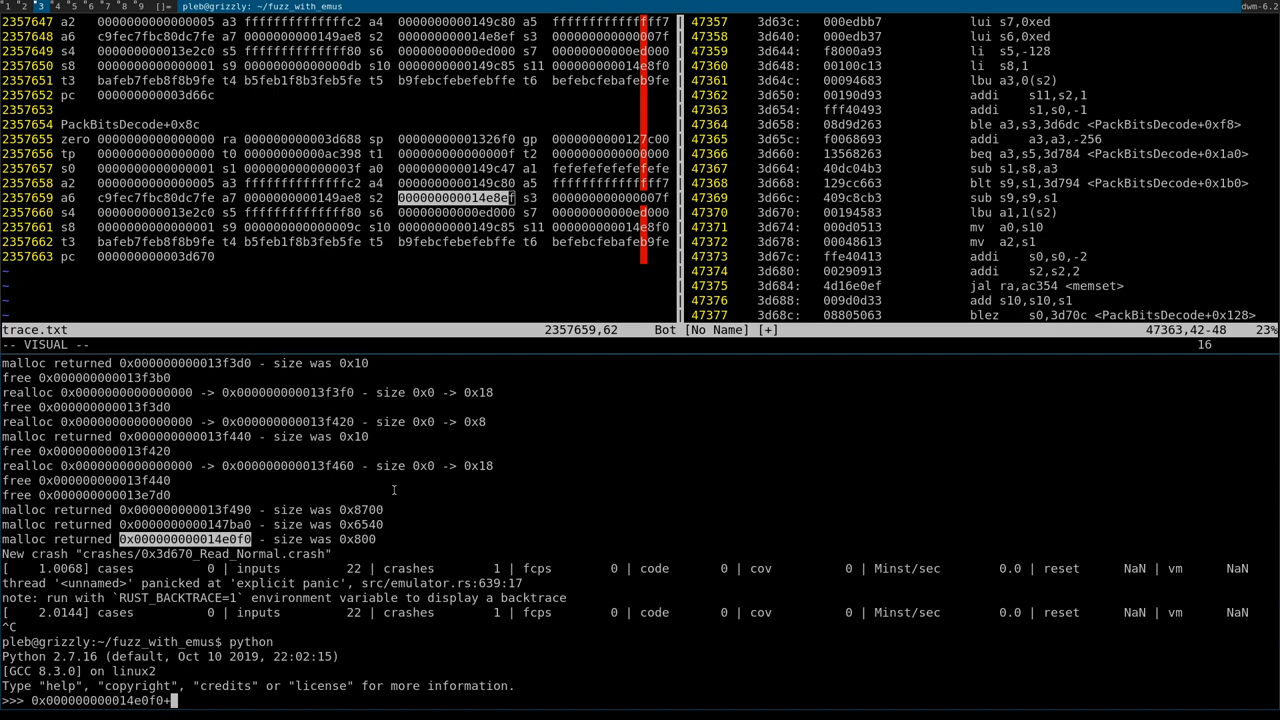 1 2 3 4 5 6 7 8 9 []= pleb@grizzly: ~/fuzz_with_emus dwm-6.2
2357647 a2 0000000000000005 a3 ffffffffffffffc2 a4 0000000000149c80 a5 fffffffffffffff7
2357648 a6 c9fec7fbc80dc7fe a7 0000000000149ae8 s2 000000000014e8ef s3 000000000000007f
2357649 s4 000000000013e2c0 s5 ffffffffffffff80 s6 00000000000ed000 s7 00000000000ed000
2357650 s8 0000000000000001 s9 00000000000000db s10 0000000000149c85 s11 000000000014e8f0
2357651 t3 bafeb7feb8f8b9fe t4 b5feb1f8b3feb5fe t5 b9febcfebefebffe t6 befebcfebafeb9fe
2357652 pc 000000000003d66c
2357653
2357654 PackBitsDecode+0x8c
2357655 zero 0000000000000000 ra 000000000003d688 sp 00000000001326f0 gp 0000000000127c00
2357656 tp 0000000000000000 t0 00000000000ac398 t1 000000000000000f t2 0000000000000000
2357657 s0 0000000000000001 s1 000000000000003f a0 0000000000149c47 a1 fefefefefefefefe
2357658 a2 0000000000000005 a3 ffffffffffffffc2 a4 0000000000149c80 a5 fffffffffffffff7
2357659 a6 c9fec7fbc80dc7fe a7 0000000000149ae8 s2 000000000014e8ef s3 000000000000007f
2357660 s4 000000000013e2c0 s5 ffffffffffffff80 s6 00000000000ed000 s7 00000000000ed000
2357661 s8 0000000000000001 s9 000000000000009c s10 0000000000149c85 s11 000000000014e8f0
2357662 t3 bafeb7feb8f8b9fe t4 b5feb1f8b3feb5fe t5 b9febcfebefebffe t6 befebcfebafeb9fe
2357663 pc 000000000003d670
~
~
~
~
trace.txt 2357659,62 Bot
47357 3d63c: 000edbb7 lui s7,0xed
47358 3d640: 000edb37 lui s6,0xed
47359 3d644: f8000a93 li s5,-128
47360 3d648: 00100c13 li s8,1
47361 3d64c: 00094683 lbu a3,0(s2)
47362 3d650: 00190d93 addi s11,s2,1
47363 3d654: fff40493 addi s1,s0,-1
47364 3d658: 08d9d263 ble a3,s3,3d6dc <PackBitsDecode+0xf8>
47365 3d65c: f0068693 addi a3,a3,-256
47366 3d660: 13568263 beq a3,s5,3d784 <PackBitsDecode+0x1a0>
47367 3d664: 40dc04b3 sub s1,s8,a3
47368 3d668: 129cc663 blt s9,s1,3d794 <PackBitsDecode+0x1b0>
47369 3d66c: 409c8cb3 sub s9,s9,s1
47370 3d670: 00194583 lbu a1,1(s2)
47371 3d674: 000d0513 mv a0,s10
47372 3d678: 00048613 mv a2,s1
47373 3d67c: ffe40413 addi s0,s0,-2
47374 3d680: 00290913 addi s2,s2,2
47375 3d684: 4d16e0ef jal ra,ac354 <memset>
47376 3d688: 009d0d33 add s10,s10,s1
47377 3d68c: 08805063 blez s0,3d70c <PackBitsDecode+0x128>
[No Name] [+] 47363,42-48 23%
-- VISUAL -- 16
malloc returned 0x000000000013f3d0 - size was 0x10
free 0x000000000013f3b0
realloc 0x0000000000000000 -> 0x000000000013f3f0 - size 0x0 -> 0x18
free 0x000000000013f3d0
realloc 0x0000000000000000 -> 0x000000000013f420 - size 0x0 -> 0x8
malloc returned 0x000000000013f440 - size was 0x10
free 0x000000000013f420
realloc 0x0000000000000000 -> 0x000000000013f460 - size 0x0 -> 0x18
free 0x000000000013f440
free 0x000000000013e7d0
malloc returned 0x000000000013f490 - size was 0x8700
malloc returned 0x0000000000147ba0 - size was 0x6540
malloc returned 0x000000000014e0f0 - size was 0x800
New crash "crashes/0x3d670_Read_Normal.crash"
[ 1.0068] cases 0 | inputs 22 | crashes 1 | fcps 0 | code 0 | cov 0 | Minst/sec 0.0 | reset NaN | vm NaN
thread '<unnamed>' panicked at 'explicit panic', src/emulator.rs:639:17
note: run with `RUST_BACKTRACE=1` environment variable to display a backtrace
[ 2.0144] cases 0 | inputs 22 | crashes 1 | fcps 0 | code 0 | cov 0 | Minst/sec 0.0 | reset NaN | vm NaN
^C
pleb@grizzly:~/fuzz_with_emus$ python
Python 2.7.16 (default, Oct 10 2019, 22:02:15)
[GCC 8.3.0] on linux2
Type "help", "copyright", "credits" or "license" for more information.
>>> 0x000000000014e0f0+